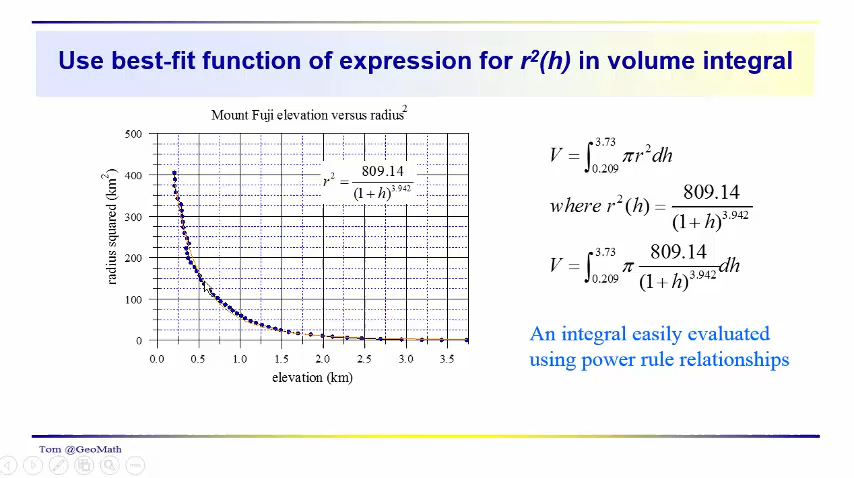 Use best-fit function of expression for r²(h) in volume integral
Mount Fuji elevation versus radius²
500
400
300
200
100
0
radius squared (km²)
r² = 809.14 / (1+h)^3.942
0.0 0.5 1.0 1.5 2.0 2.5 3.0 3.5
elevation (km)
V = ∫_{0.209}^{3.73} πr²dh
where r²(h) = 809.14 / (1+h)^3.942
V = ∫_{0.209}^{3.73} π 809.14 / (1+h)^3.942 dh
An integral easily evaluated
using power rule relationships
Tom @GeoMath